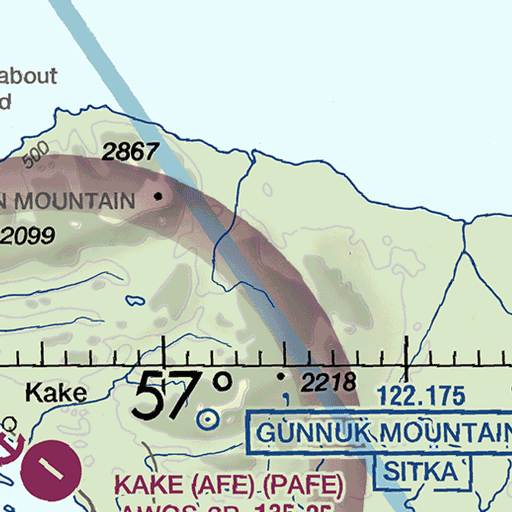 about
d
500
2867
N MOUNTAIN
2099
2218
Kake
57°
122.175
GUNNUK MOUNTAIN
SITKA
KAKE (AFE) (PAFE)